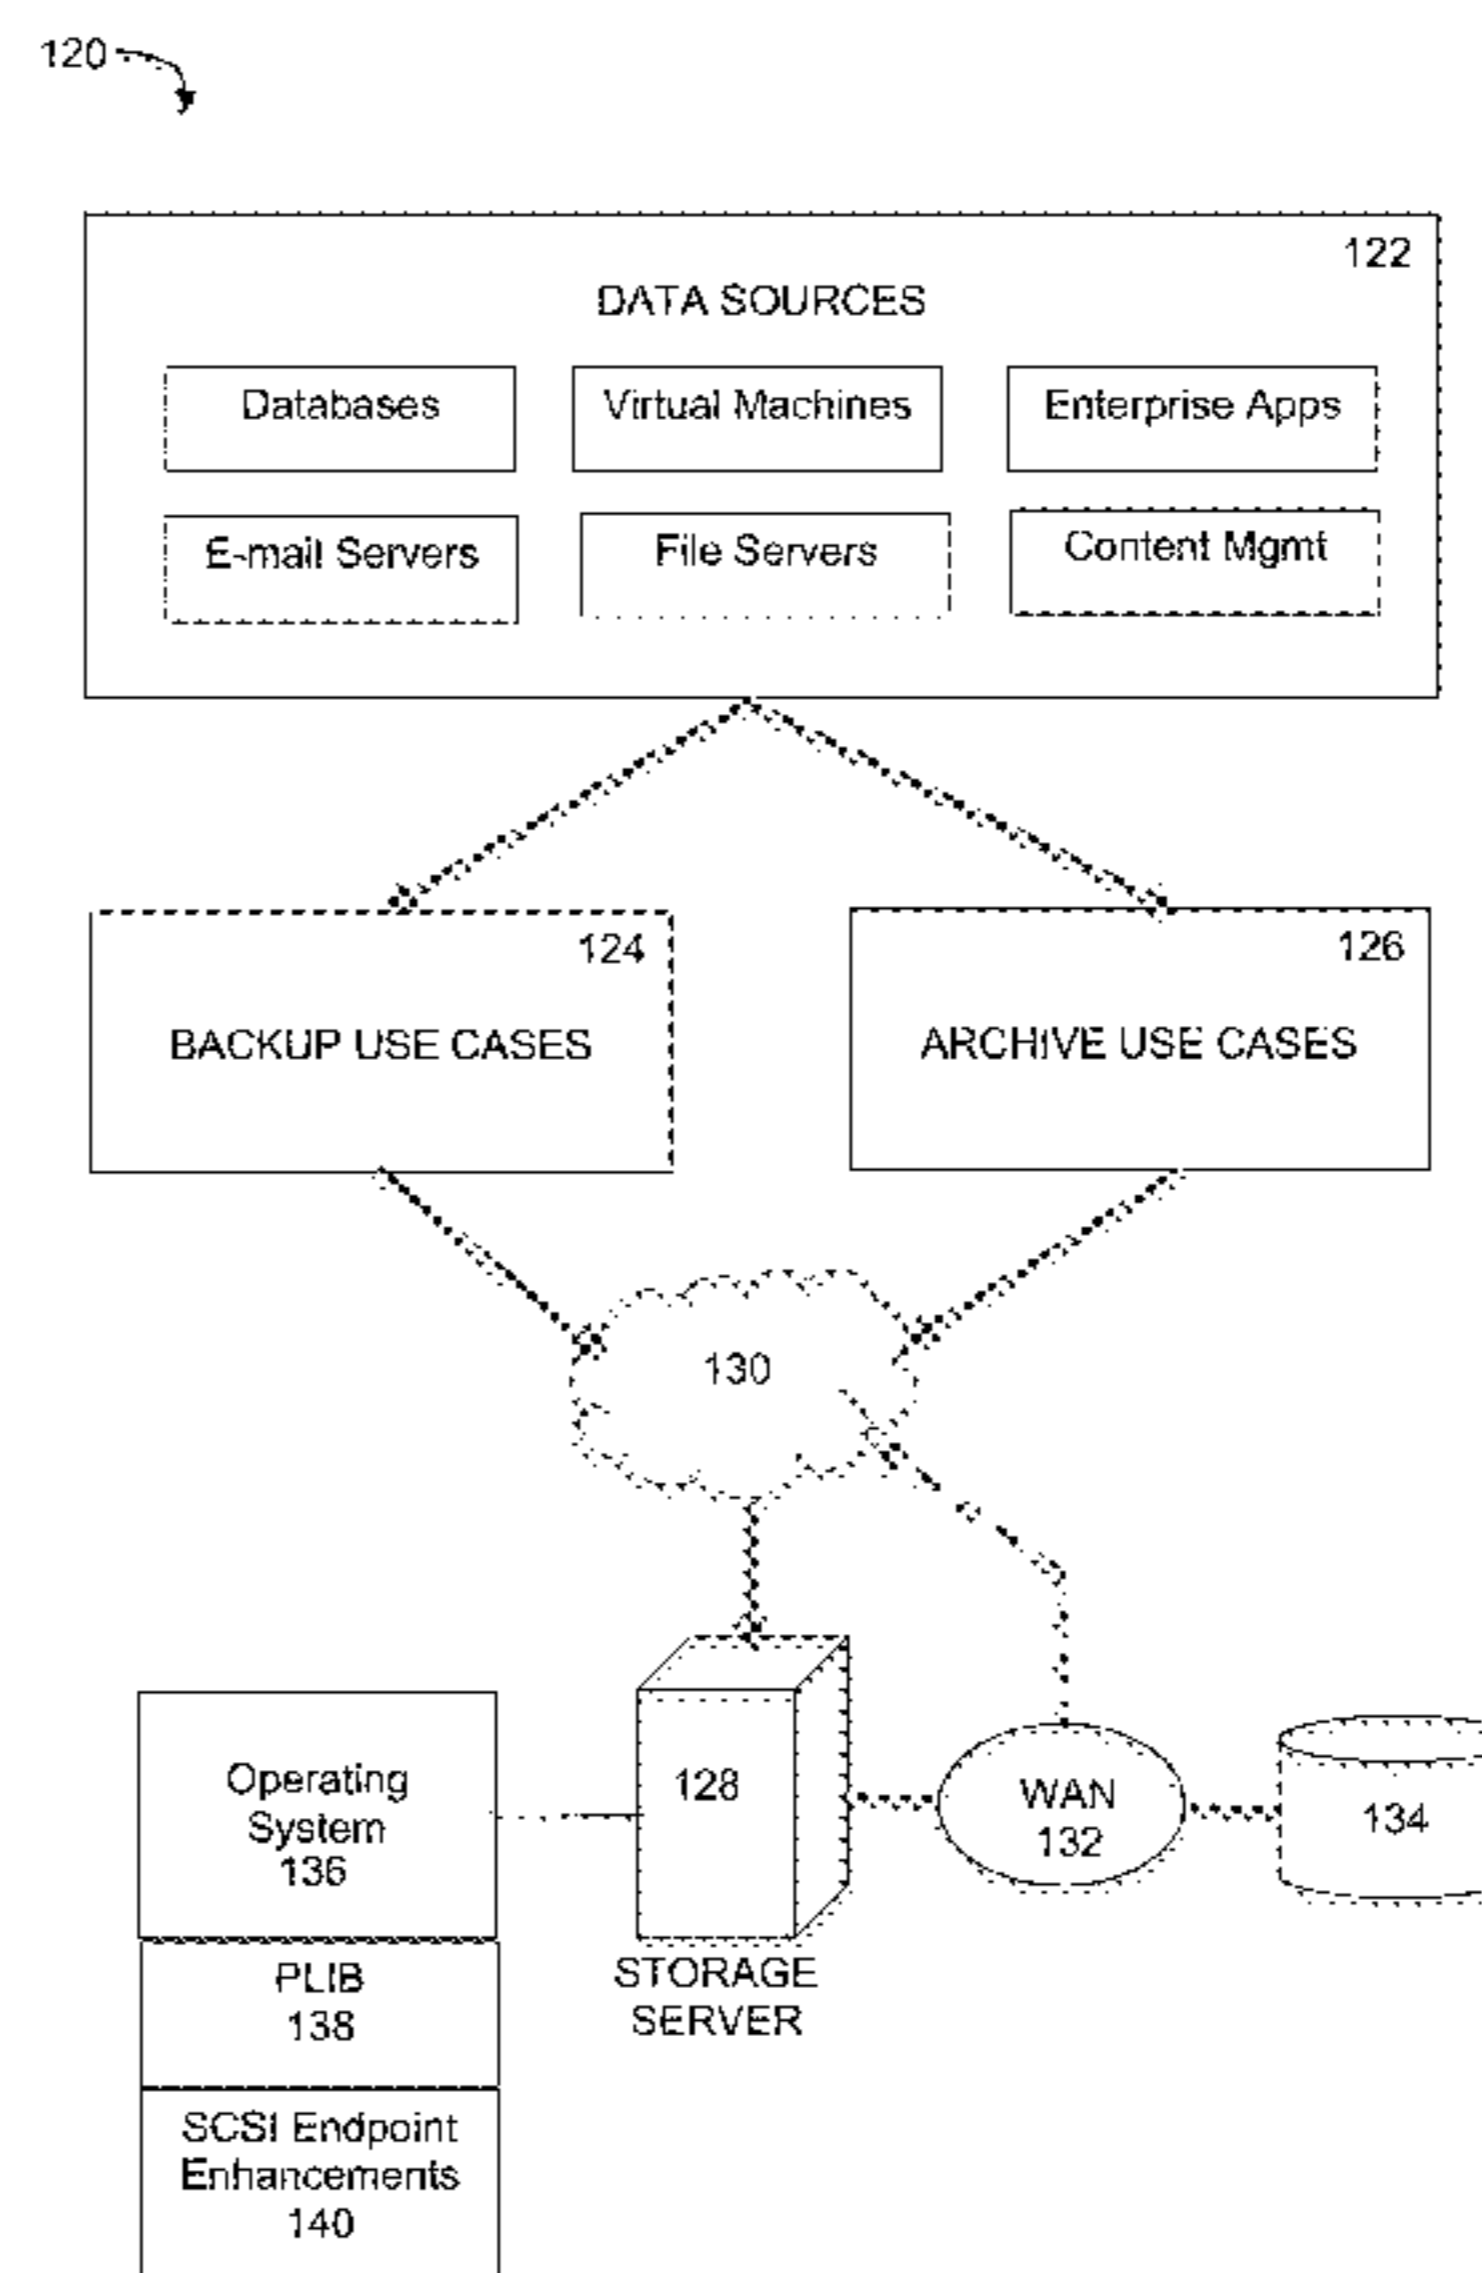 120
122
DATA SOURCES
Databases
Virtual Machines
Enterprise Apps
E-mail Servers
File Servers
Content Mgmt
124
BACKUP USE CASES
126
ARCHIVE USE CASES
130
Operating
System
136
128
WAN
132
134
STORAGE
SERVER
PLIB
138
SCSI Endpoint
Enhancements
140